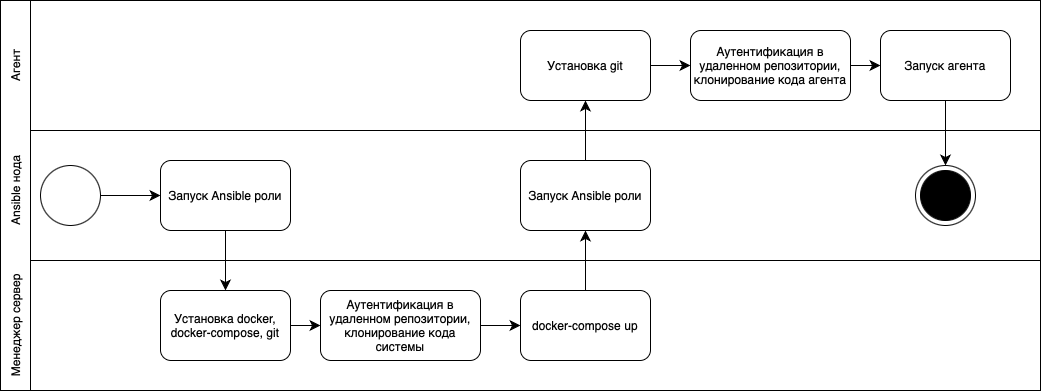 Агент
Установка git
Аутентификация в
удаленном репозитории,
клонирование кода агента
Запуск агента
Ansible нода
Запуск Ansible роли
Запуск Ansible роли
Менеджер сервер
Установка docker,
docker-compose, git
Аутентификация в
удаленном репозитории,
клонирование кода
системы
docker-compose up